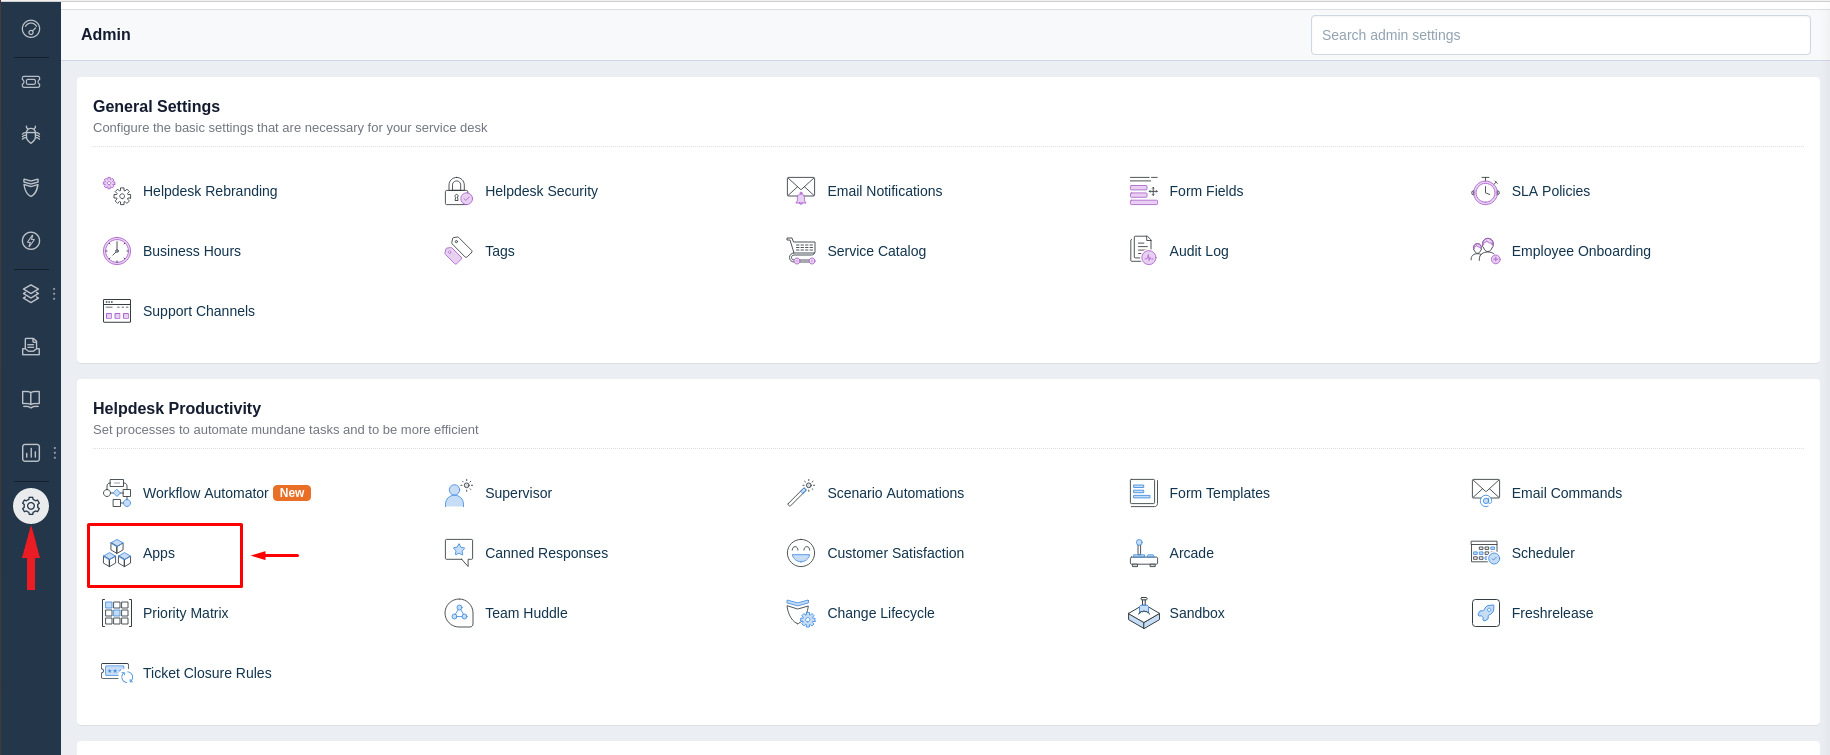 Admin
Search admin settings
General Settings
Configure the basic settings that are necessary for your service desk
Helpdesk Rebranding
Helpdesk Security
Email Notifications
Form Fields
SLA Policies
Business Hours
Tags
Service Catalog
Audit Log
Employee Onboarding
Support Channels
Helpdesk Productivity
Set processes to automate mundane tasks and to be more efficient
Workflow Automator New
Supervisor
Scenario Automations
Form Templates
Email Commands
Apps
Canned Responses
Customer Satisfaction
Arcade
Scheduler
Priority Matrix
Team Huddle
Change Lifecycle
Sandbox
Freshrelease
Ticket Closure Rules